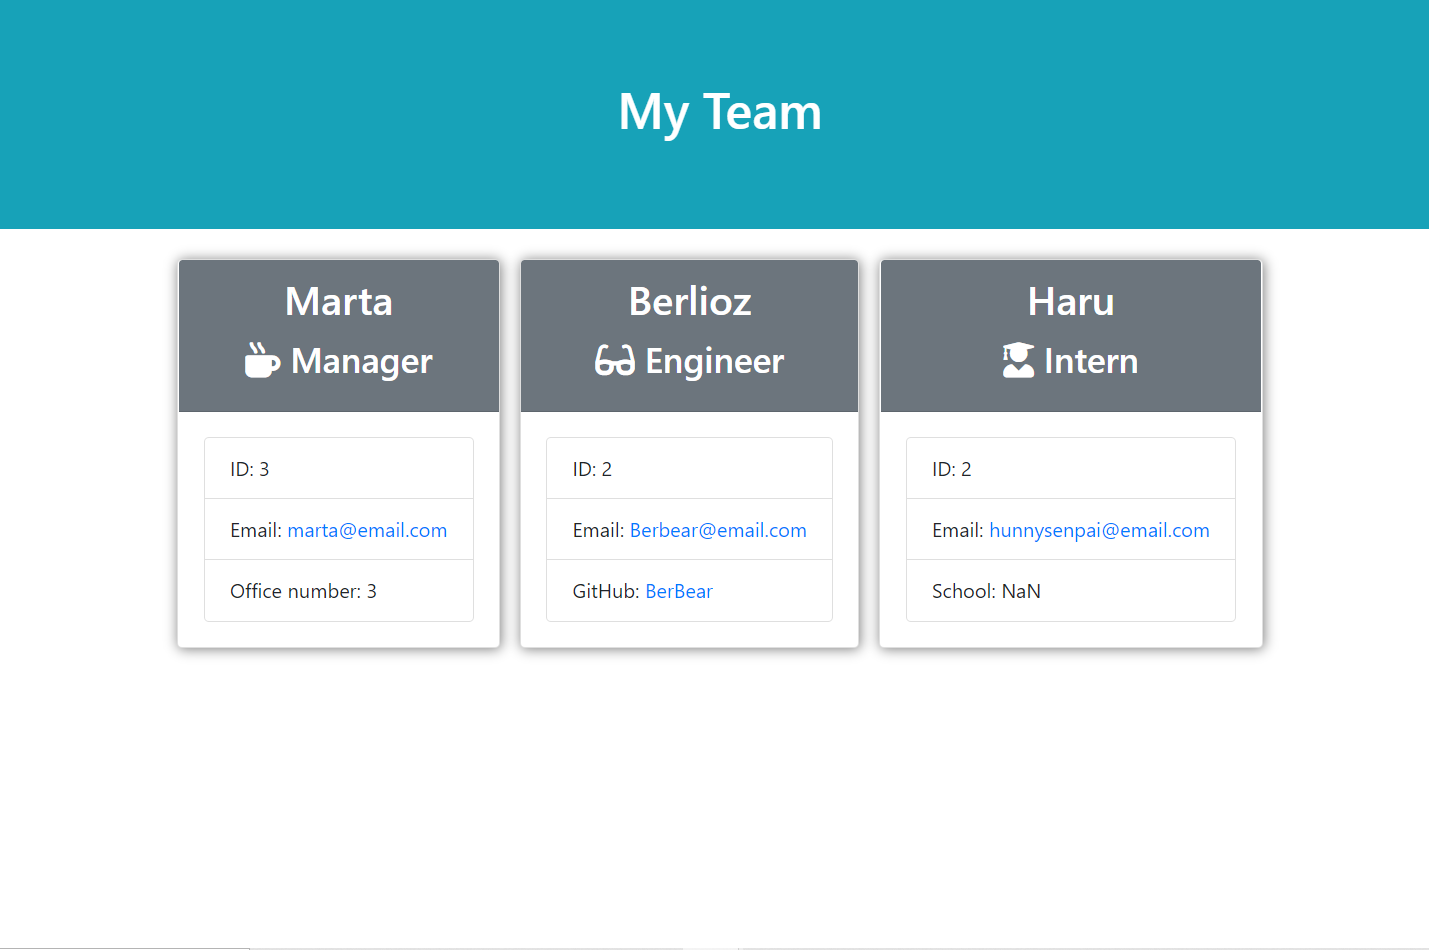 My Team
Marta
Manager
ID: 3
Email: marta@email.com
Office number: 3
Berlioz
Engineer
ID: 2
Email: Berbear@email.com
GitHub: BerBear
Haru
Intern
ID: 2
Email: hunnysenpai@email.com
School: NaN